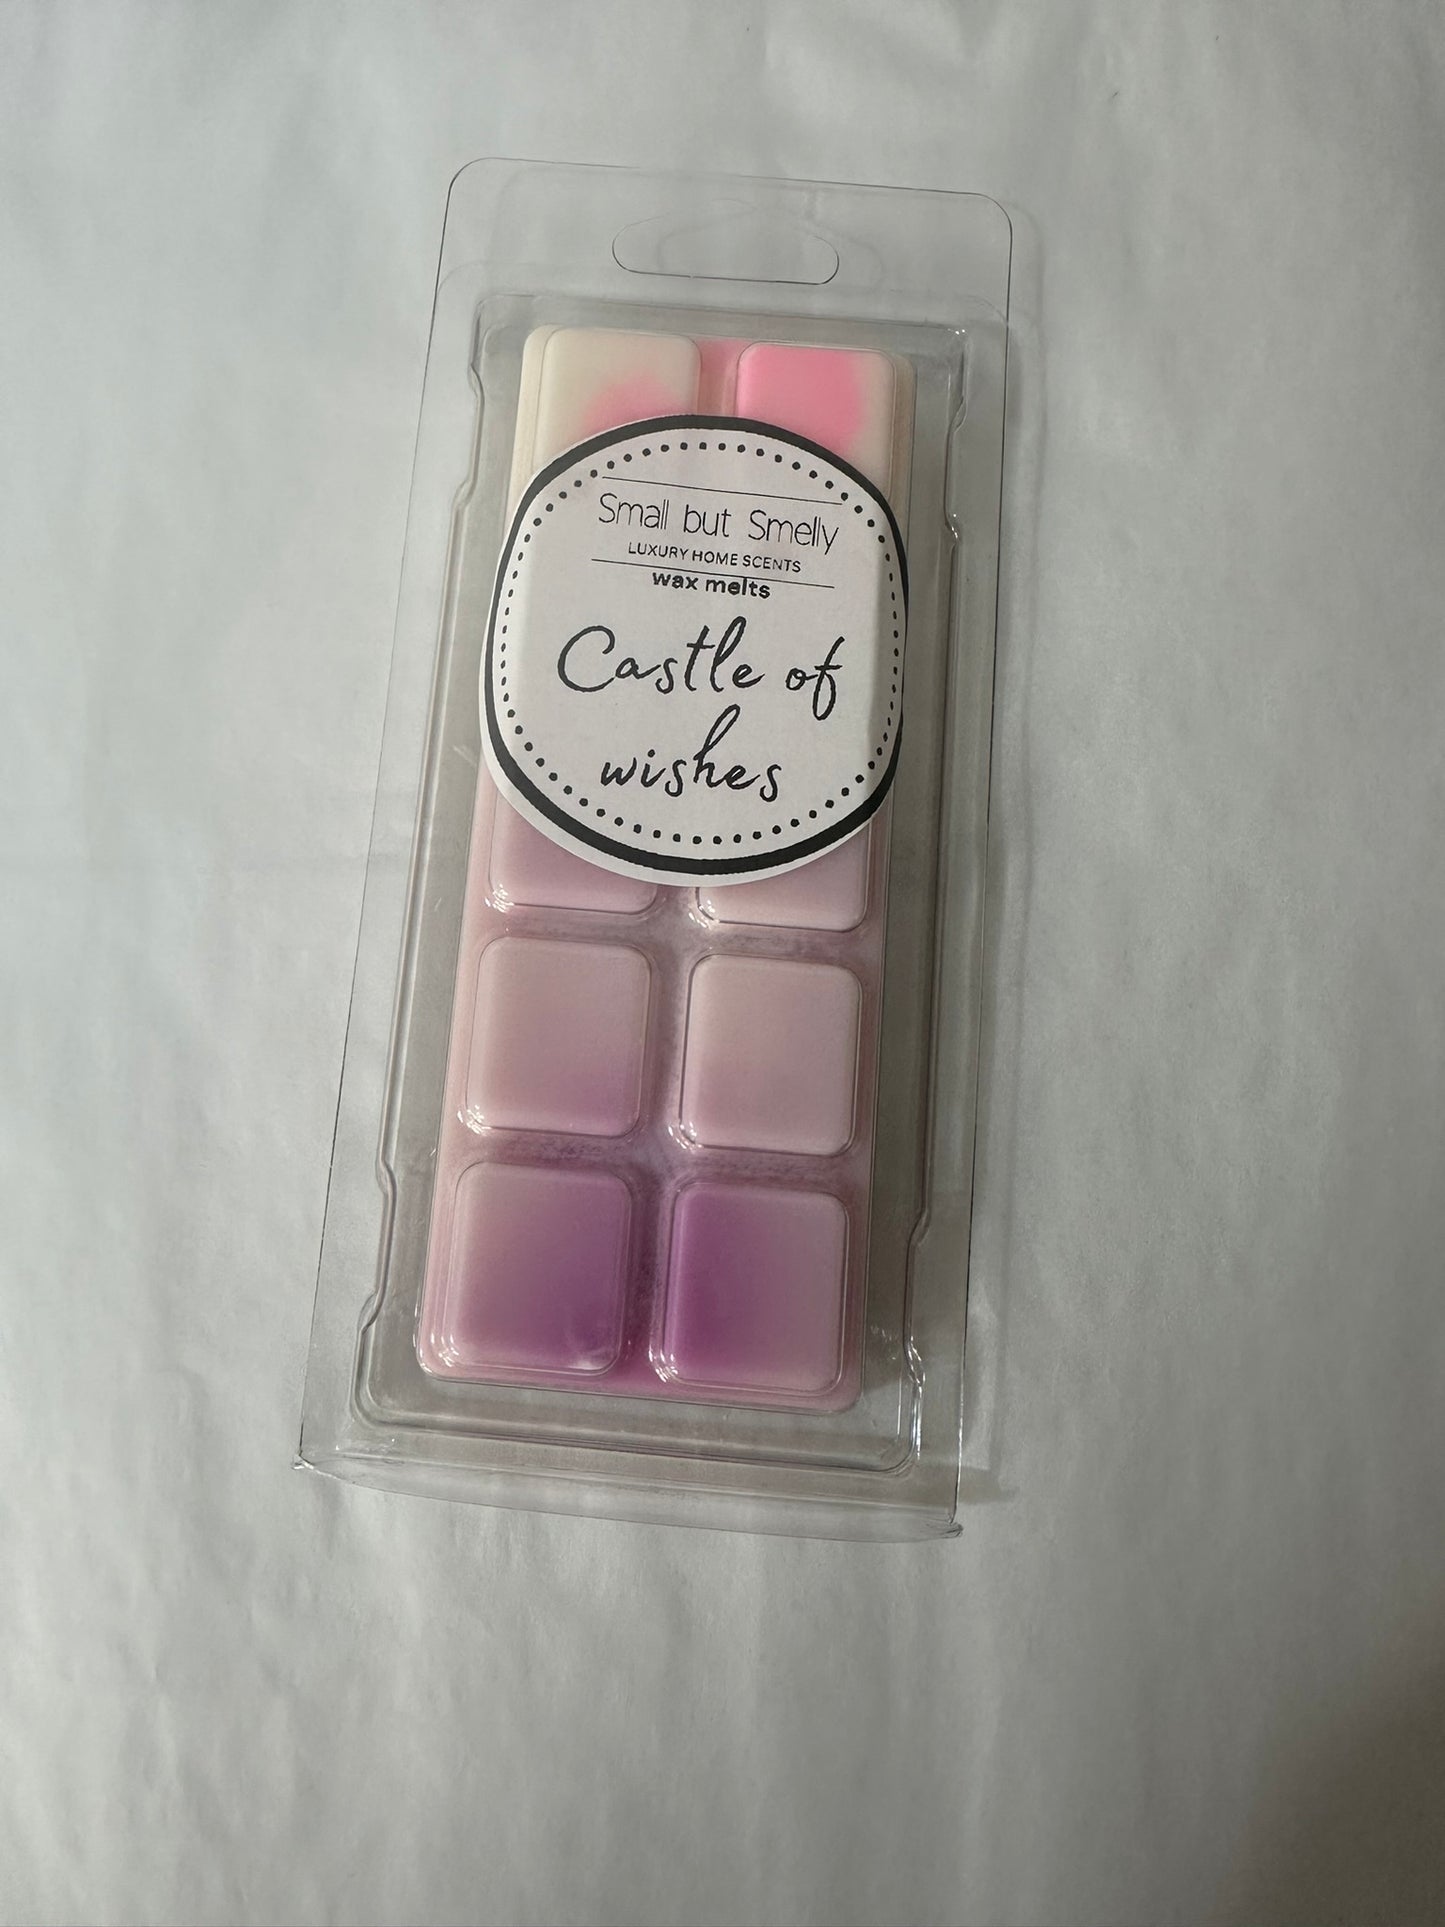 Small but Smelly
LUXURY HOME SCENTS
wax melts
Castle of
wishes